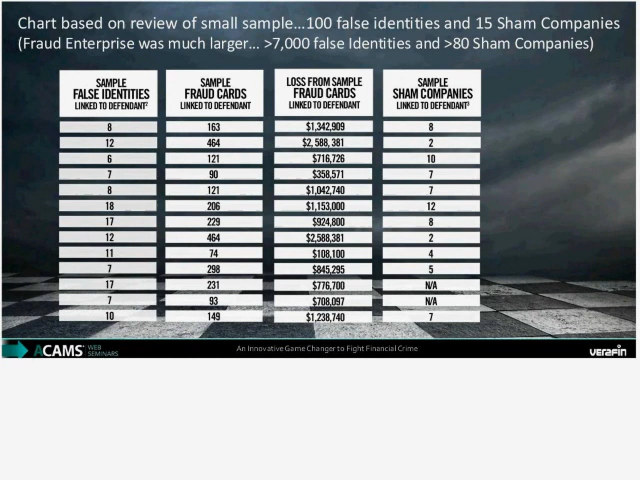 Chart based on review of small sample...100 false identities and 15 Sham Companies
(Fraud Enterprise was much larger... >7,000 false Identities and >80 Sham Companies)
SAMPLE FALSE IDENTITIES LINKED TO DEFENDANT² SAMPLE FRAUD CARDS LINKED TO DEFENDANT LOSS FROM SAMPLE FRAUD CARDS LINKED TO DEFENDANT SAMPLE SHAM COMPANIES LINKED TO DEFENDANT³
8 163 $1,342,909 8
12 464 $2,588,381 2
6 121 $716,726 10
7 90 $358,571 7
8 121 $1,042,740 7
18 206 $1,153,000 12
17 229 $924,800 8
12 464 $2,588,381 2
11 74 $108,100 4
7 298 $845,295 5
17 231 $776,700 N/A
7 93 $708,097 N/A
10 149 $1,238,740 7
ACAMS® WEB SEMINARS An Innovative Game Changer to Fight Financial Crime verafin